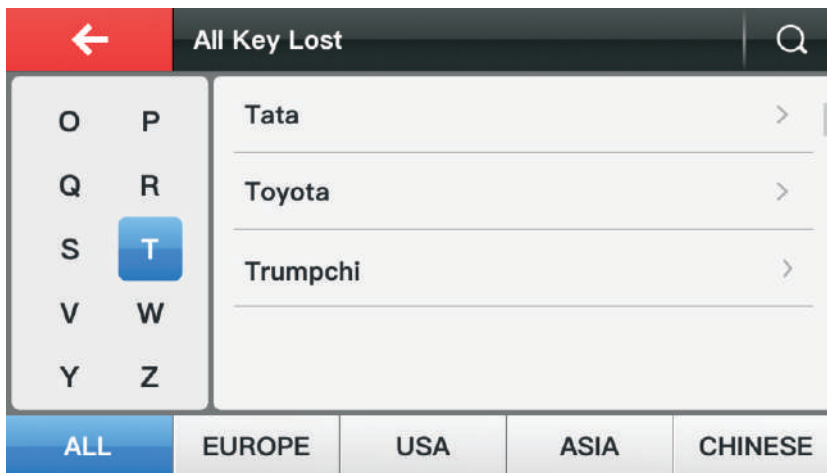 All Key Lost
O P
Q R
S T
V W
Y Z
Tata
Toyota
Trumpchi
ALL EUROPE USA ASIA CHINESE